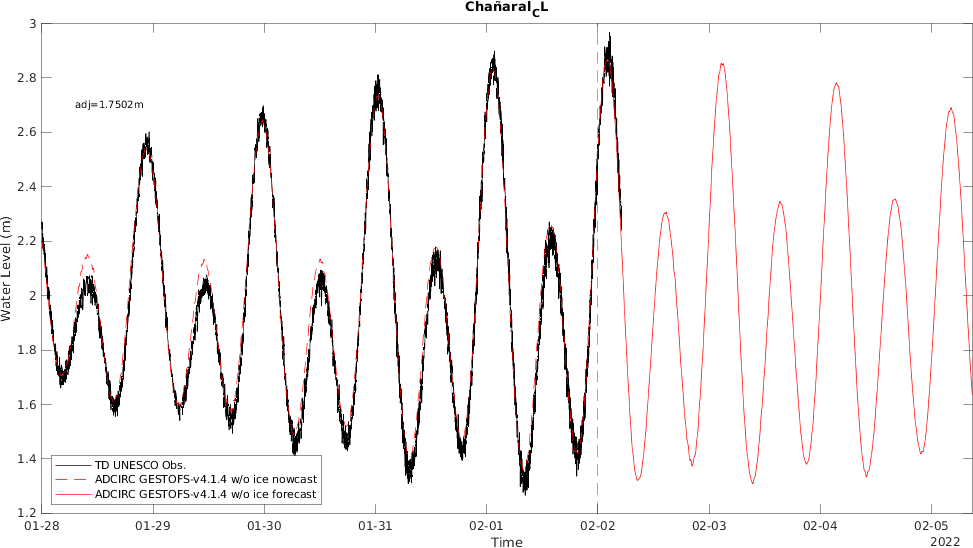 Chañaral_CL
3
2.8
adj=1.7502m
2.6
2.4
2.2
2
1.8
1.6
1.4
1.2
Water Level (m)
TD UNESCO Obs.
ADCIRC GESTOFS-v4.1.4 w/o ice nowcast
ADCIRC GESTOFS-v4.1.4 w/o ice forecast
01-28 01-29 01-30 01-31 02-01 02-02 02-03 02-04 02-05
Time
2022